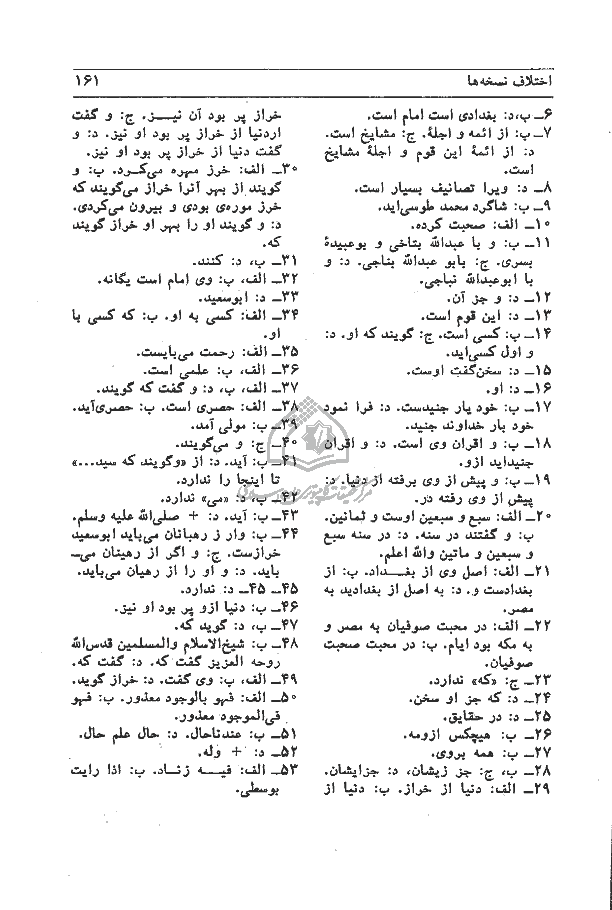 اختلاف نسخه‌ها
۱۶۱
۶ـ ب،د: بغدادی است امام است.
۷ـ ب: از ائمه و اجلهٔ. ج: مشایخ است.
د: از ائمهٔ این قوم و اجلهٔ مشایخ
است.
۸ـ د: ویرا تصانیف بسیار است.
۹ـ ب: شاگرد محمد طوسی‌اید.
۱۰ـ الف: صحبت کرده.
۱۱ـ ب: و با عبدالله بتاخی و بوعبیدهٔ
بسری. ج: بابو عبدالله بناجی. د: و
با ابوعبدالله نباجی.
۱۲ـ د: و جز آن.
۱۳ـ د: این قوم است.
۱۴ـ ب: کسی است. ج: گویند که او. د:
و اول کسی‌اید.
۱۵ـ د: سخن‌گفت اوست.
۱۶ـ د: او.
۱۷ـ ب: خود یار جنیدست. د: فرا نمود
خود یار خداوند جنید.
۱۸ـ ب: و اقران وی است. د: و اقران
جنیداید ازو.
۱۹ـ ب: و پیش از وی برفته از دنیا. د:
پیش از وی رفته در.
۲۰ـ الف: سبع و سبعین اوست و ثمانین.
ب: و گفتند در سنه. د: در سنه سبع
و سبعین و ماتین والله اعلم.
۲۱ـ الف: اصل وی از بغـداد. ب: از
بغدادست و. د: به اصل از بغدادید به
مصر.
۲۲ـ الف: در محبت صوفیان به مصر و
به مکه بود ایام. ب: در محبت صحبت
صوفیان.
۲۳ـ ج: «که» ندارد.
۲۴ـ د: که جز او سخن.
۲۵ـ د: در حقایق.
۲۶ـ ب: هیچکس ازومه.
۲۷ـ ب: همه بروی.
۲۸ـ ب، ج: جز زیشان، د: جزایشان.
۲۹ـ الف: دنیا از خراز. ب: دنیا از
خراز پر بود آن نیـز. ج: و گفت
اردنیا از خراز پر بود او نیز. د: و
گفت دنیا از خراز پر بود او نیز.
۳۰ـ الف: خرز مهره می‌کـرد. ب: و
گویند از بهر آنرا خراز می‌گویند که
خرز موزه‌ی بودی و بیرون می‌کردی.
د: و گویند او را بهر او خراز گویند
که.
۳۱ـ ب، د: کنند.
۳۲ـ الف، ب: وی امام است یگانه.
۳۳ـ د: ابوسعید.
۳۴ـ الف: کسی به او. ب: که کسی با
او.
۳۵ـ الف: رحمت می‌بایست.
۳۶ـ الف، ب: علمی است.
۳۷ـ الف، ب، د: و گفت که گویند.
۳۸ـ الف: حصری است. ب: حصری‌آید.
۳۹ـ ب: مولی آمد.
۴۰ـ ج: و می‌گویند.
۴۱ـ ب: آید. د: از «وگویند که سید...»
تا اینجا را ندارد.
۴۲ـ ب، د: «می» ندارد.
۴۳ـ ب: آید. د: + صلی‌الله علیه وسلم.
۴۴ـ ب: وار ز رهبانان می‌باید ابوسعید
خرازست. ج: و اگر از رهینان می‌ـ
باید. د: و او را از رهبان می‌باید.
۴۵ـ ۴۵ـ د: ندارد.
۴۶ـ ب: دنیا ازو پر بود او نیز.
۴۷ـ ب، د: گوید که.
۴۸ـ ب: شیخ‌الاسلام والمسلمین قدس‌الله
روحه العزیز گفت که. د: گفت که.
۴۹ـ الف، ب: وی گفت. د: خراز گوید.
۵۰ـ الف: فهو بالوجود معذور. ب: فهو
فی‌الموجود معذور.
۵۱ـ ب: عندناحال. د: حال علم حال.
۵۲ـ د: + وله.
۵۳ـ الف: فیـه زنـاد. ب: اذا رایت
بوسطی.